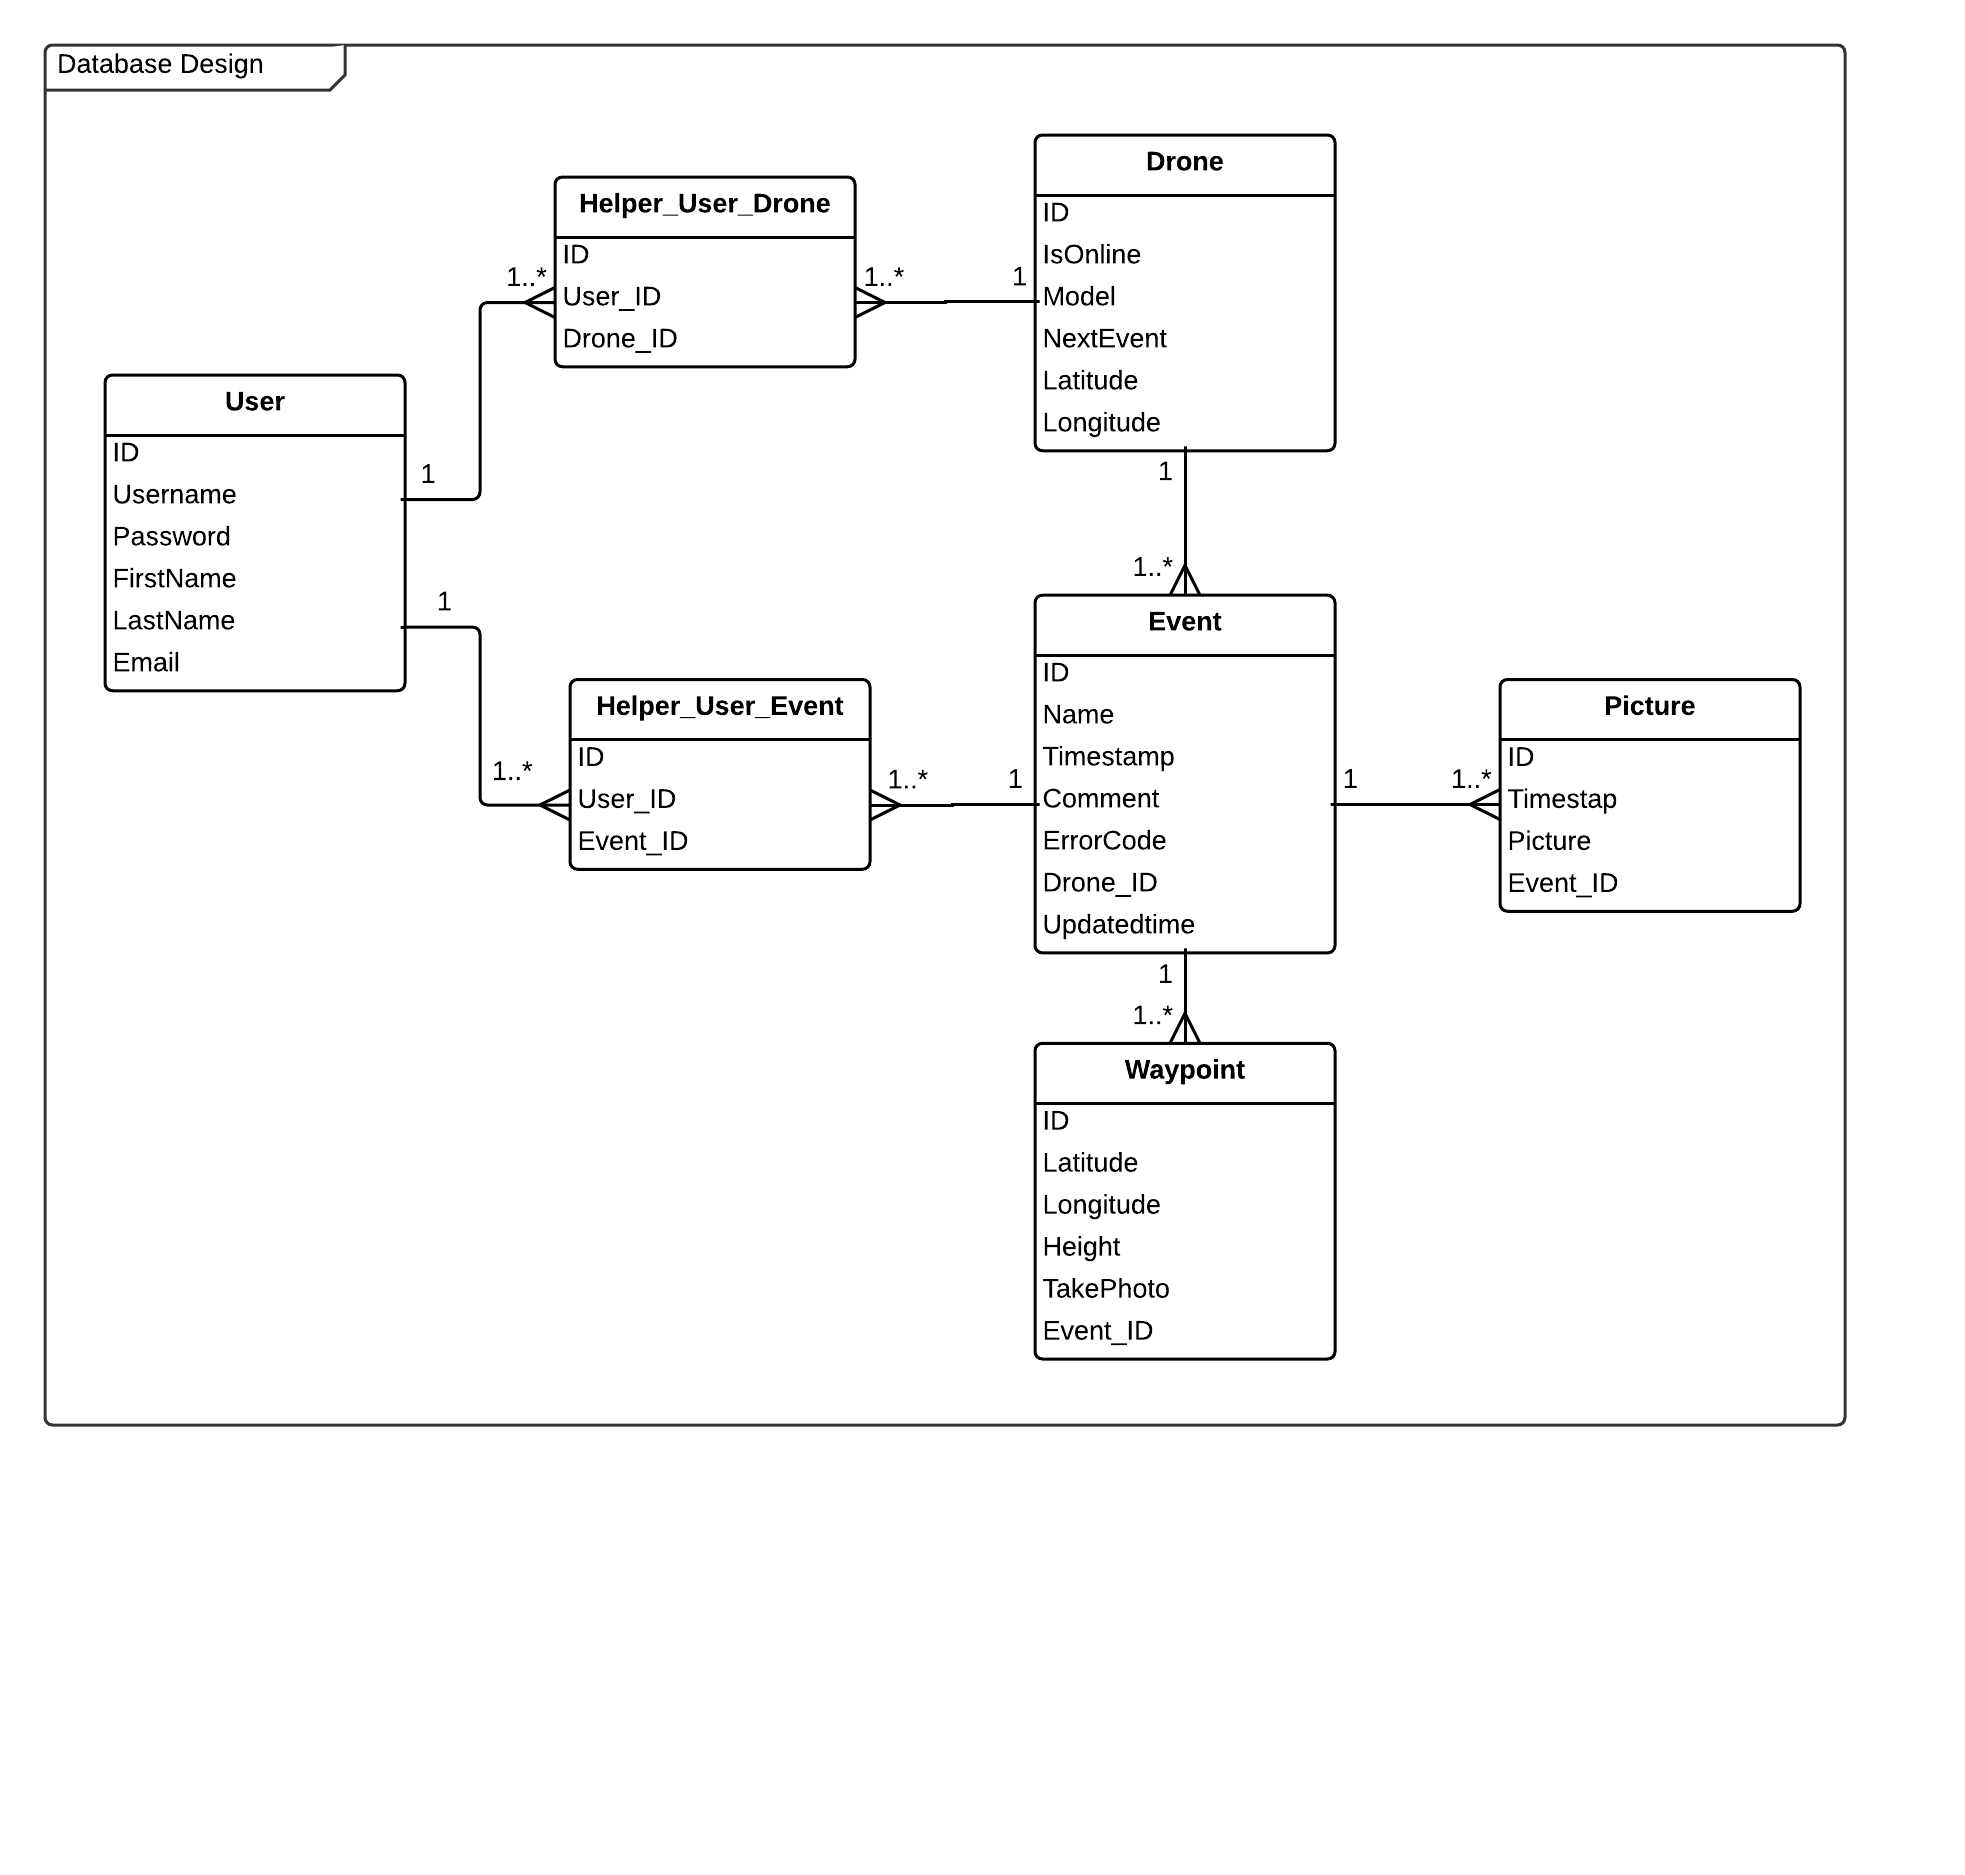 Database Design
Drone
ID
IsOnline
Model
NextEvent
Latitude
Longitude
Helper_User_Drone
ID
User_ID
Drone_ID
1..*
1..*
1
User
ID
Username
Password
FirstName
LastName
Email
1
1
1
1..*
Event
ID
Name
Timestamp
Comment
ErrorCode
Drone_ID
Updatedtime
Helper_User_Event
ID
User_ID
Event_ID
1..*
1..*
1
1
1..*
Picture
ID
Timestap
Picture
Event_ID
1
1..*
Waypoint
ID
Latitude
Longitude
Height
TakePhoto
Event_ID